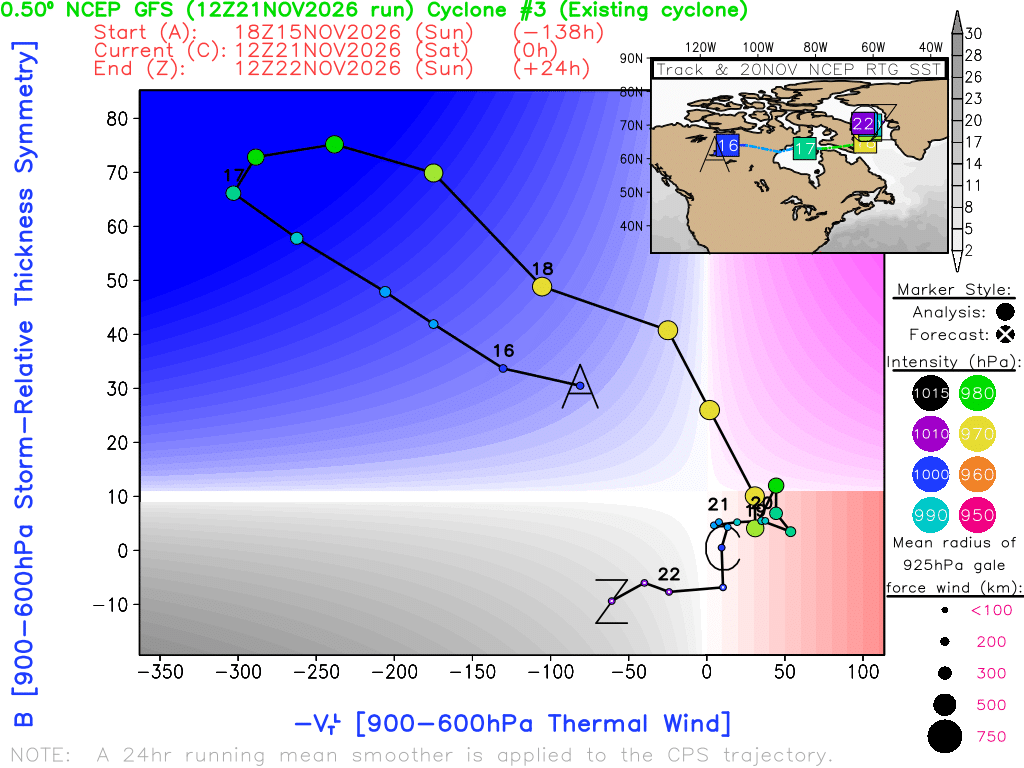 0.50° NCEP GFS (12Z21NOV2026 run) Cyclone #3 (Existing cyclone)
Start (A): 18Z15NOV2026 (Sun) (−138h)
Current (C): 12Z21NOV2026 (Sat) (0h)
End (Z): 12Z22NOV2026 (Sun) (+24h)
120W 100W 80W 60W 40W
90N
80N
70N
60N
50N
40N
Track & 20NOV NCEP RTG SST
A 16 17 22
30
28
26
23
20
17
14
11
8
5
2
B [900−600hPa Storm−Relative Thickness Symmetry]
80
70
60
50
40
30
20
10
0
−10
17
18
16
A
21
20
19
C
22
Z
−350 −300 −250 −200 −150 −100 −50 0 50 100
−V_T^L [900−600hPa Thermal Wind]
Marker Style:
Analysis:
Forecast:
Intensity (hPa):
1015 980
1010 970
1000 960
990 950
Mean radius of
925hPa gale
force wind (km):
<100
200
300
500
750
NOTE: A 24hr running mean smoother is applied to the CPS trajectory.